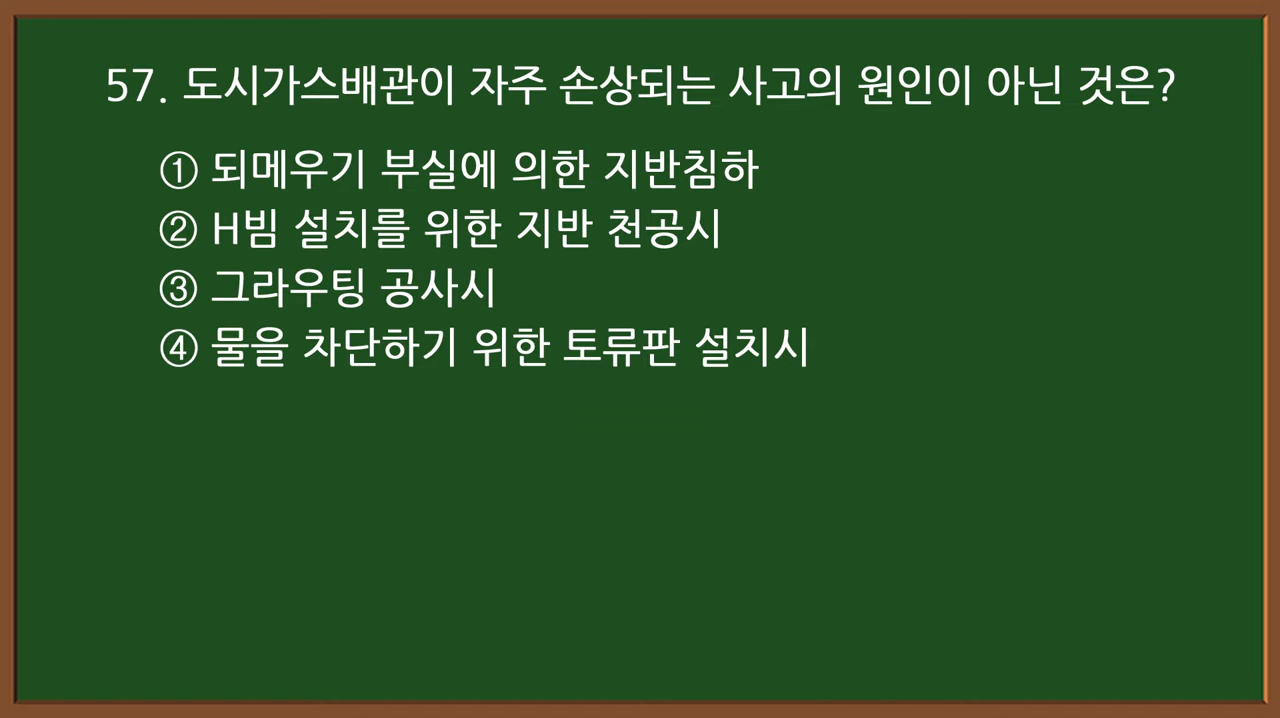 57. 도시가스배관이 자주 손상되는 사고의 원인이 아닌 것은?
① 되메우기 부실에 의한 지반침하
② H빔 설치를 위한 지반 천공시
③ 그라우팅 공사시
④ 물을 차단하기 위한 토류판 설치시